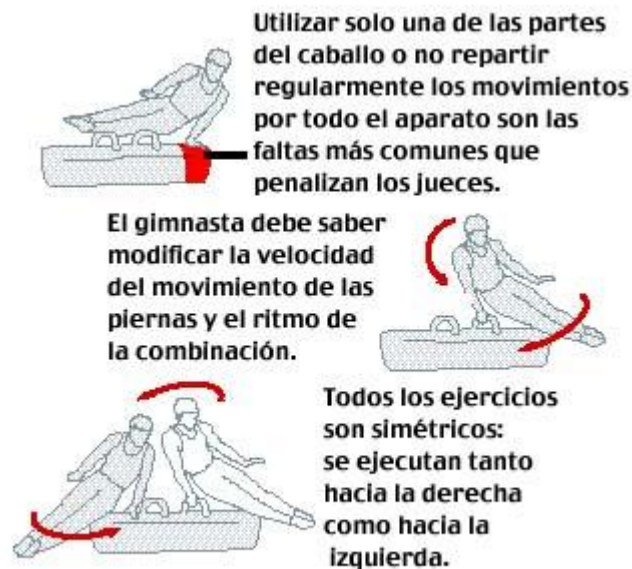 Utilizar solo una de las partes
del caballo o no repartir
regularmente los movimientos
por todo el aparato son las
faltas más comunes que
penalizan los jueces.
El gimnasta debe saber
modificar la velocidad
del movimiento de las
piernas y el ritmo de
la combinación.
Todos los ejercicios
son simétricos:
se ejecutan tanto
hacia la derecha
como hacia la
izquierda.